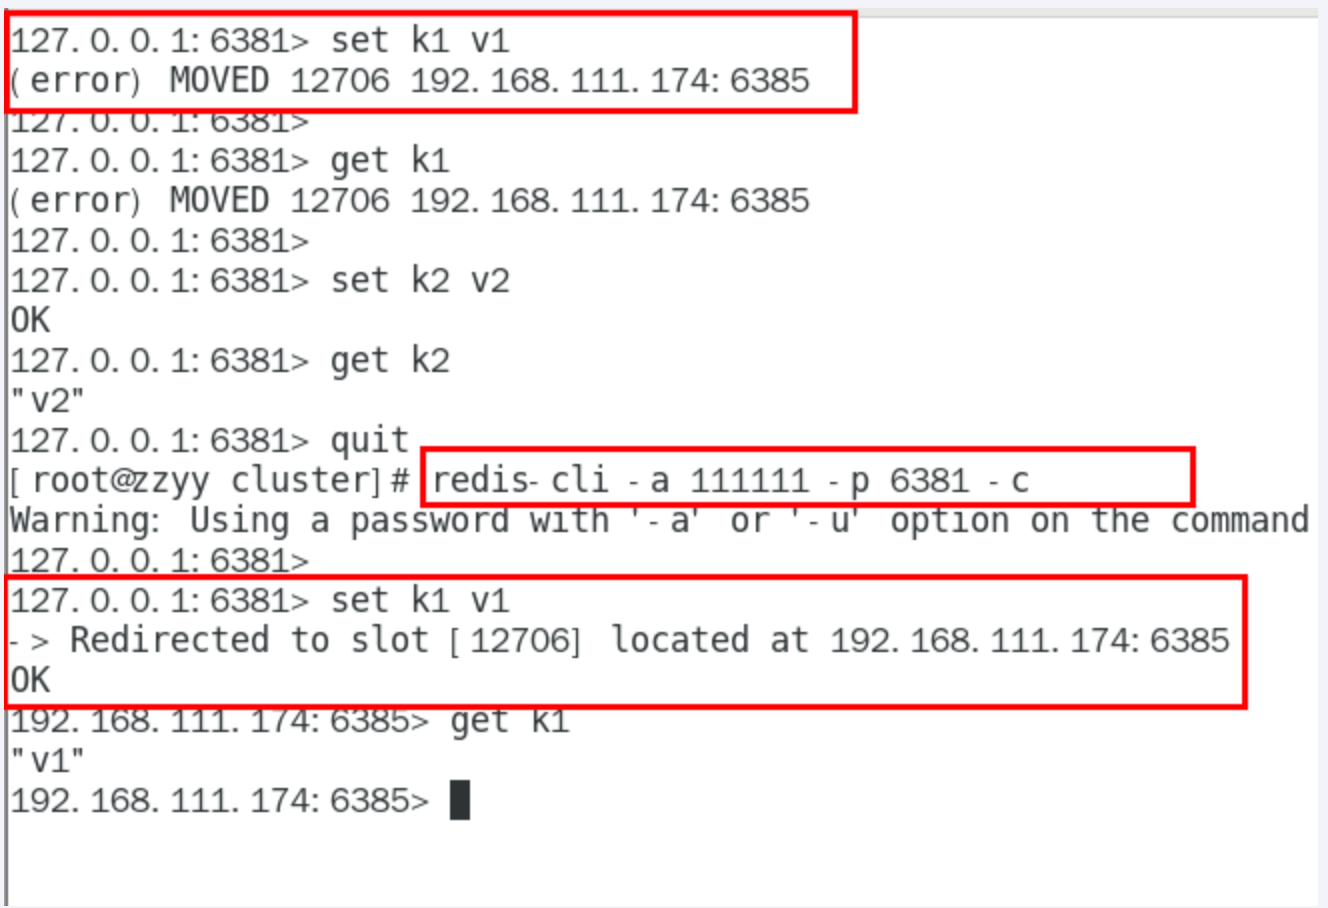 127.0.0.1:6381> set k1 v1
(error) MOVED 12706 192.168.111.174:6385
127.0.0.1:6381>
127.0.0.1:6381> get k1
(error) MOVED 12706 192.168.111.174:6385
127.0.0.1:6381>
127.0.0.1:6381> set k2 v2
OK
127.0.0.1:6381> get k2
"v2"
127.0.0.1:6381> quit
[root@zzyy cluster]# redis-cli -a 111111 -p 6381 -c
Warning: Using a password with '-a' or '-u' option on the command
127.0.0.1:6381>
127.0.0.1:6381> set k1 v1
-> Redirected to slot [12706] located at 192.168.111.174:6385
OK
192.168.111.174:6385> get k1
"v1"
192.168.111.174:6385>